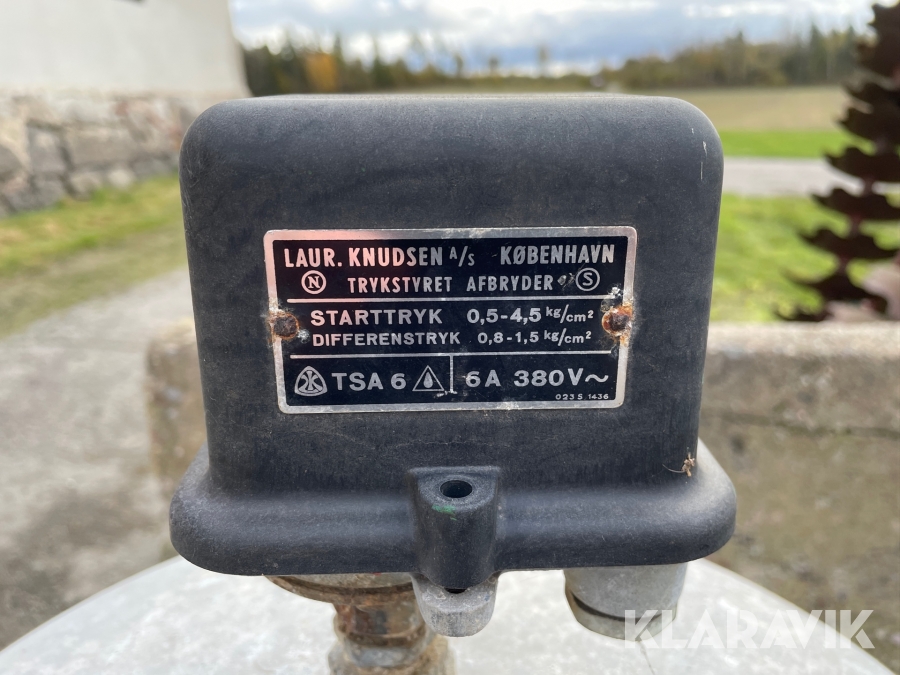 LAUR. KNUDSEN A/S KØBENHAVN
N TRYKSTYRET AFBRYDER S
STARTTRYK 0,5-4,5 kg/cm²
DIFFERENSTRYK 0,8-1,5 kg/cm²
TSA 6 6A 380V~
023S 1436
KLARAVIK